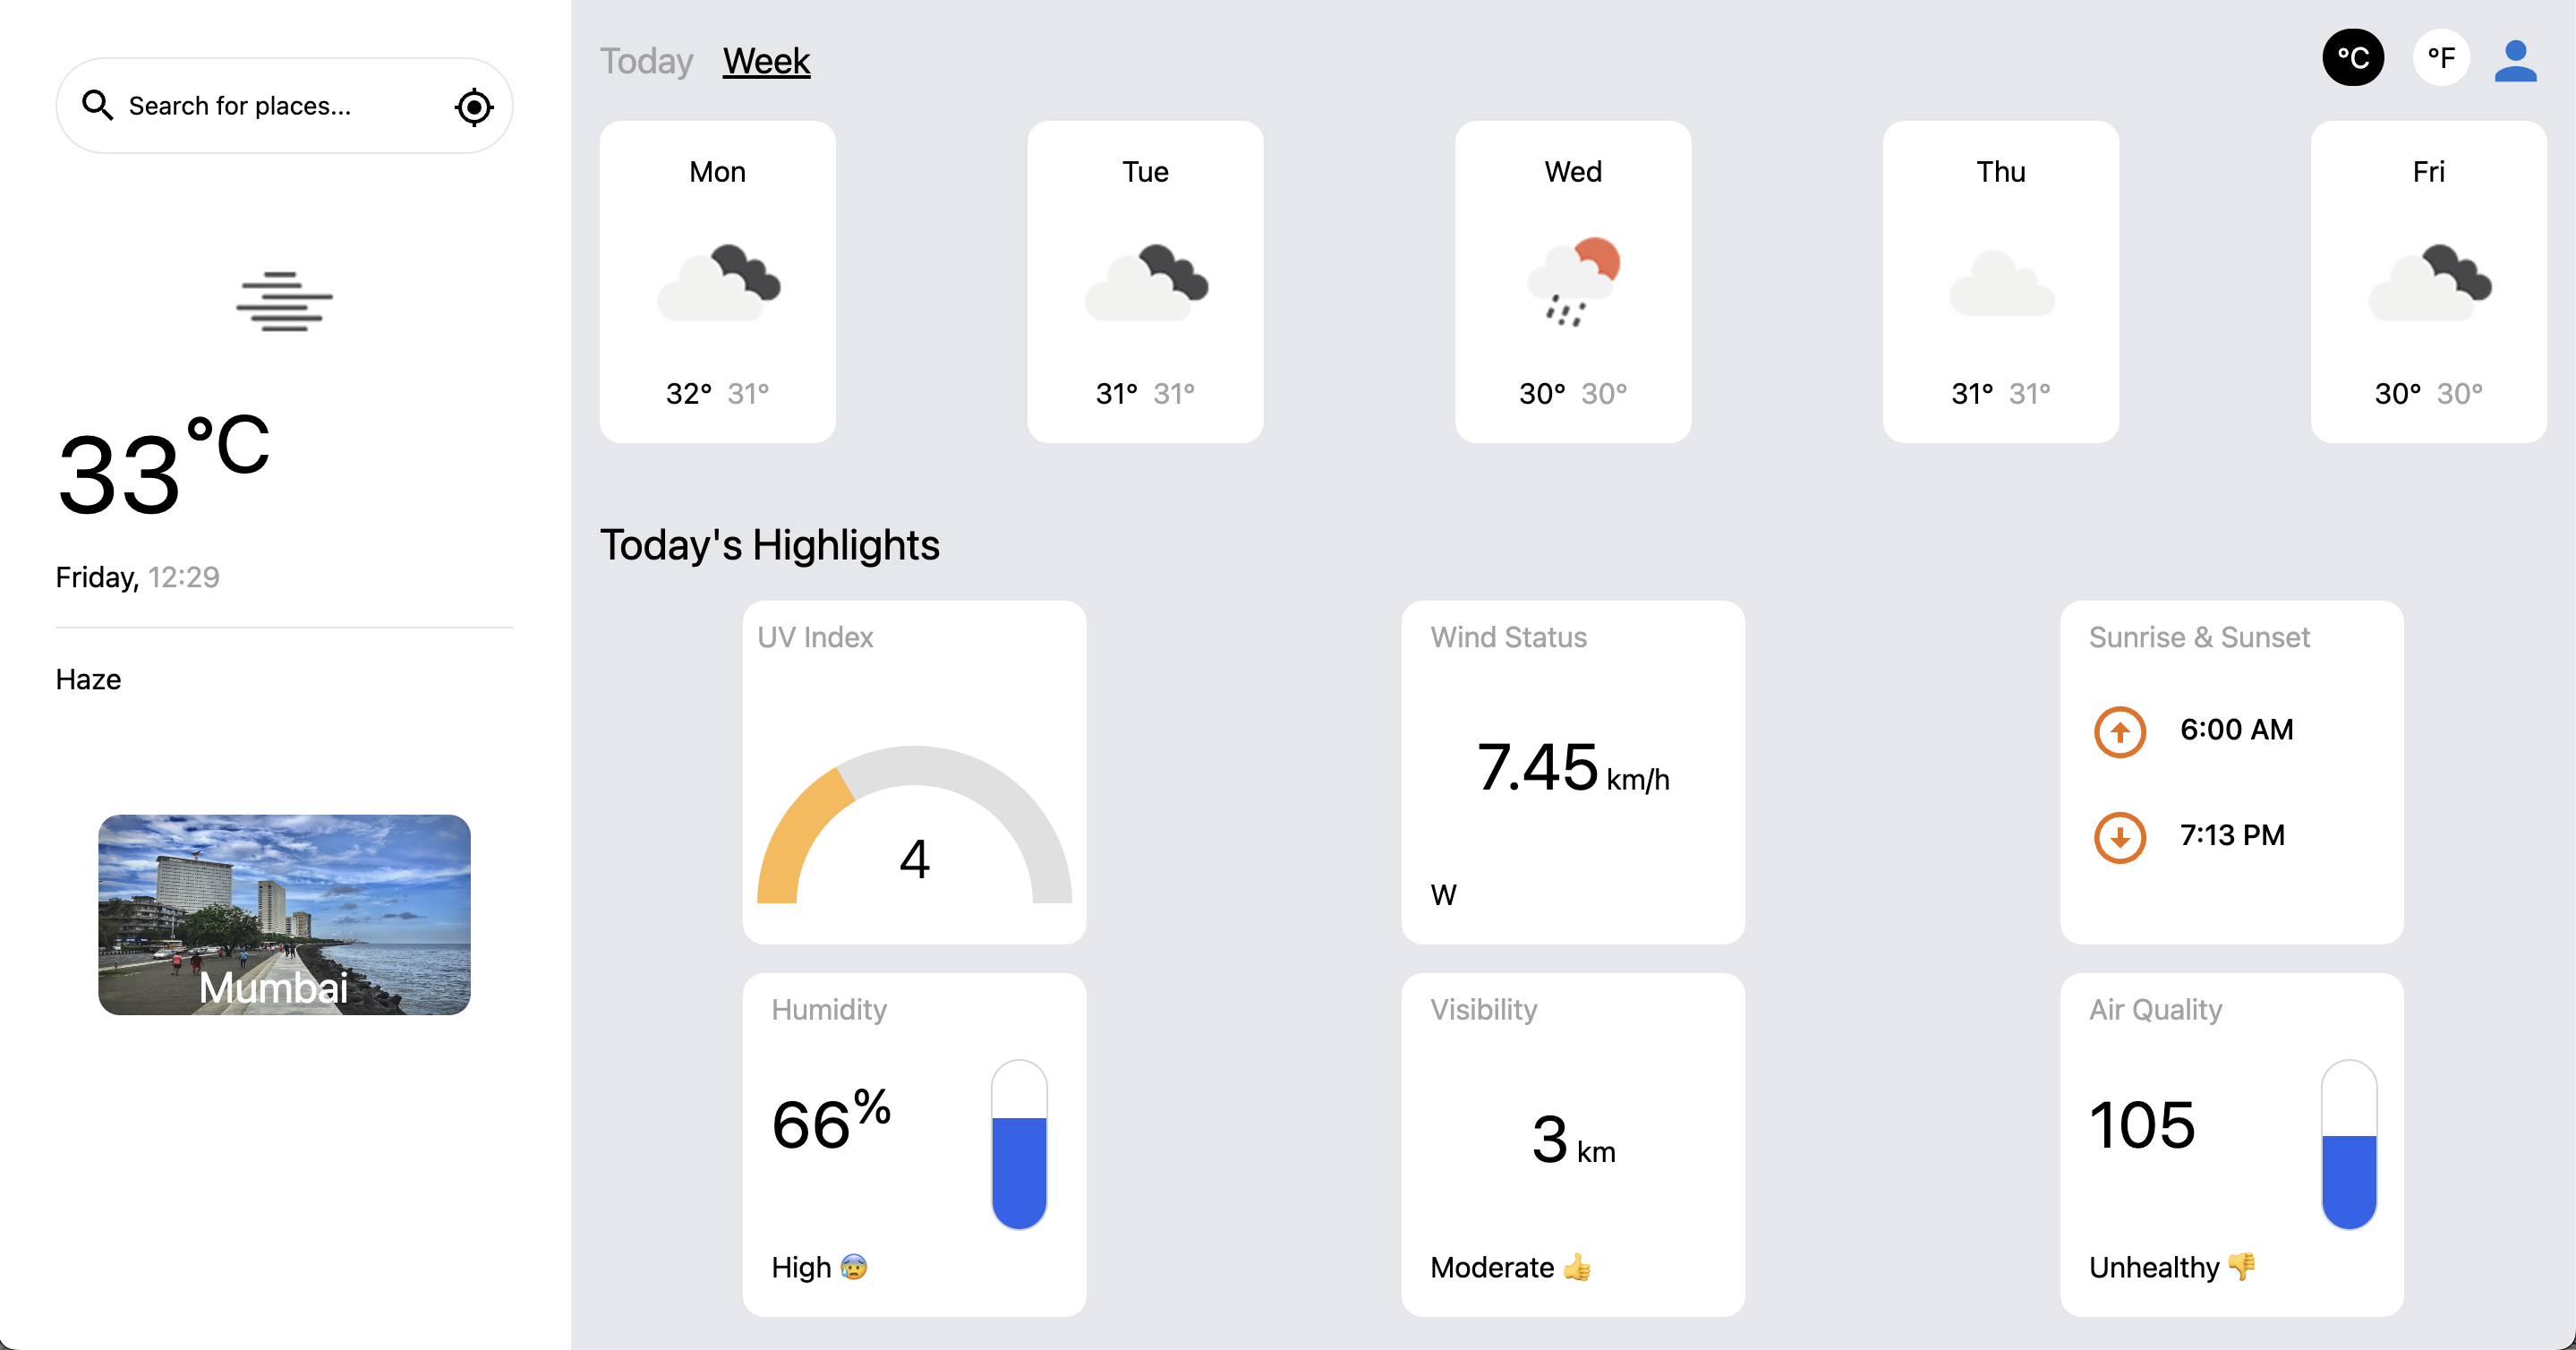 Search for places...
33°C
Friday, 12:29
Haze
Mumbai
Today Week
°C °F
Mon
32° 31°
Tue
31° 31°
Wed
30° 30°
Thu
31° 31°
Fri
30° 30°
Today's Highlights
UV Index
4
Wind Status
7.45 km/h
W
Sunrise & Sunset
6:00 AM
7:13 PM
Humidity
66%
High 😰
Visibility
3 km
Moderate 👍
Air Quality
105
Unhealthy 👎